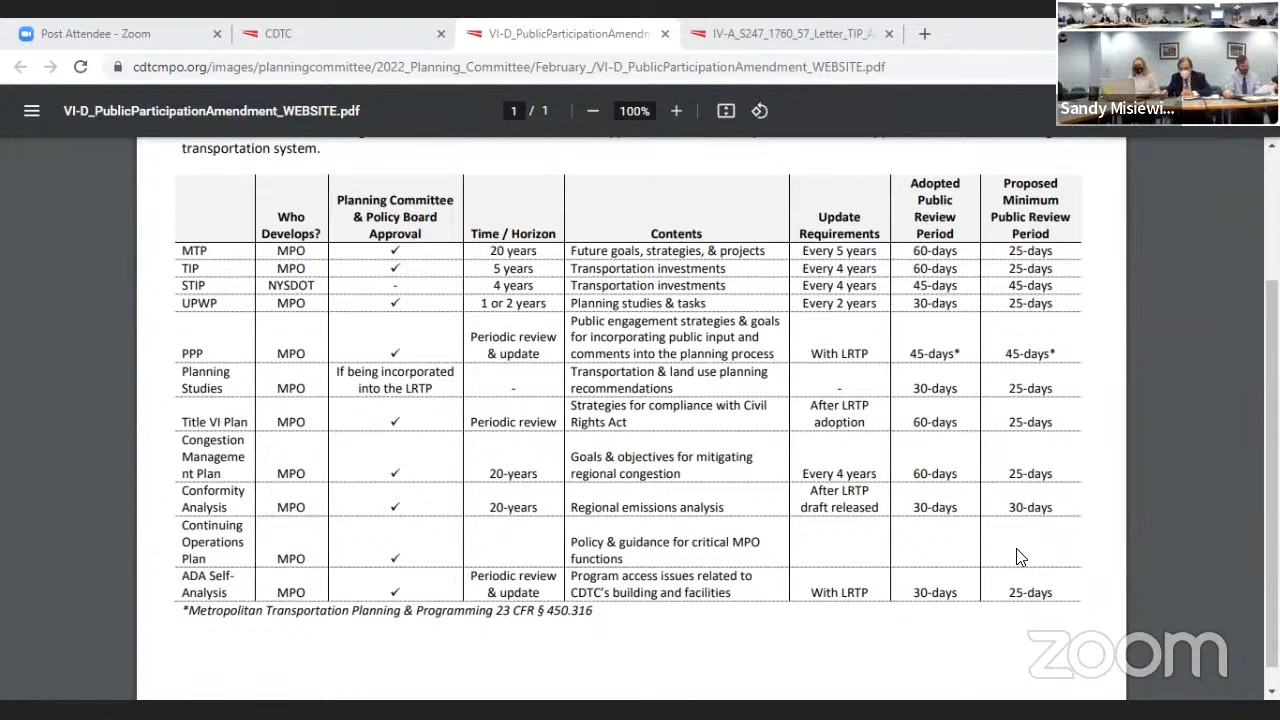 Post Attendee - Zoom
CDTC
VI-D_PublicParticipationAmendm
IV-A_S247_1760_57_Letter_TIP_A
cdtcmpo.org/images/planningcommittee/2022_Planning_Committee/February_/VI-D_PublicParticipationAmendment_WEBSITE.pdf
Sandy Misiewi...
VI-D_PublicParticipationAmendment_WEBSITE.pdf
1 / 1
100%
transportation system.
Who Develops? Planning Committee & Policy Board Approval Time / Horizon Contents Update Requirements Adopted Public Review Period Proposed Minimum Public Review Period
MTP MPO ✓ 20 years Future goals, strategies, & projects Every 5 years 60-days 25-days
TIP MPO ✓ 5 years Transportation investments Every 4 years 60-days 25-days
STIP NYSDOT - 4 years Transportation investments Every 4 years 45-days 45-days
UPWP MPO ✓ 1 or 2 years Planning studies & tasks Every 2 years 30-days 25-days
PPP MPO ✓ Periodic review & update Public engagement strategies & goals for incorporating public input and comments into the planning process With LRTP 45-days* 45-days*
Planning Studies MPO If being incorporated into the LRTP - Transportation & land use planning recommendations - 30-days 25-days
Title VI Plan MPO ✓ Periodic review Strategies for compliance with Civil Rights Act After LRTP adoption 60-days 25-days
Congestion Manageme nt Plan MPO ✓ 20-years Goals & objectives for mitigating regional congestion Every 4 years 60-days 25-days
Conformity Analysis MPO ✓ 20-years Regional emissions analysis After LRTP draft released 30-days 30-days
Continuing Operations Plan MPO ✓ Policy & guidance for critical MPO functions
ADA Self-Analysis MPO ✓ Periodic review & update Program access issues related to CDTC's building and facilities With LRTP 30-days 25-days
*Metropolitan Transportation Planning & Programming 23 CFR § 450.316
zoom